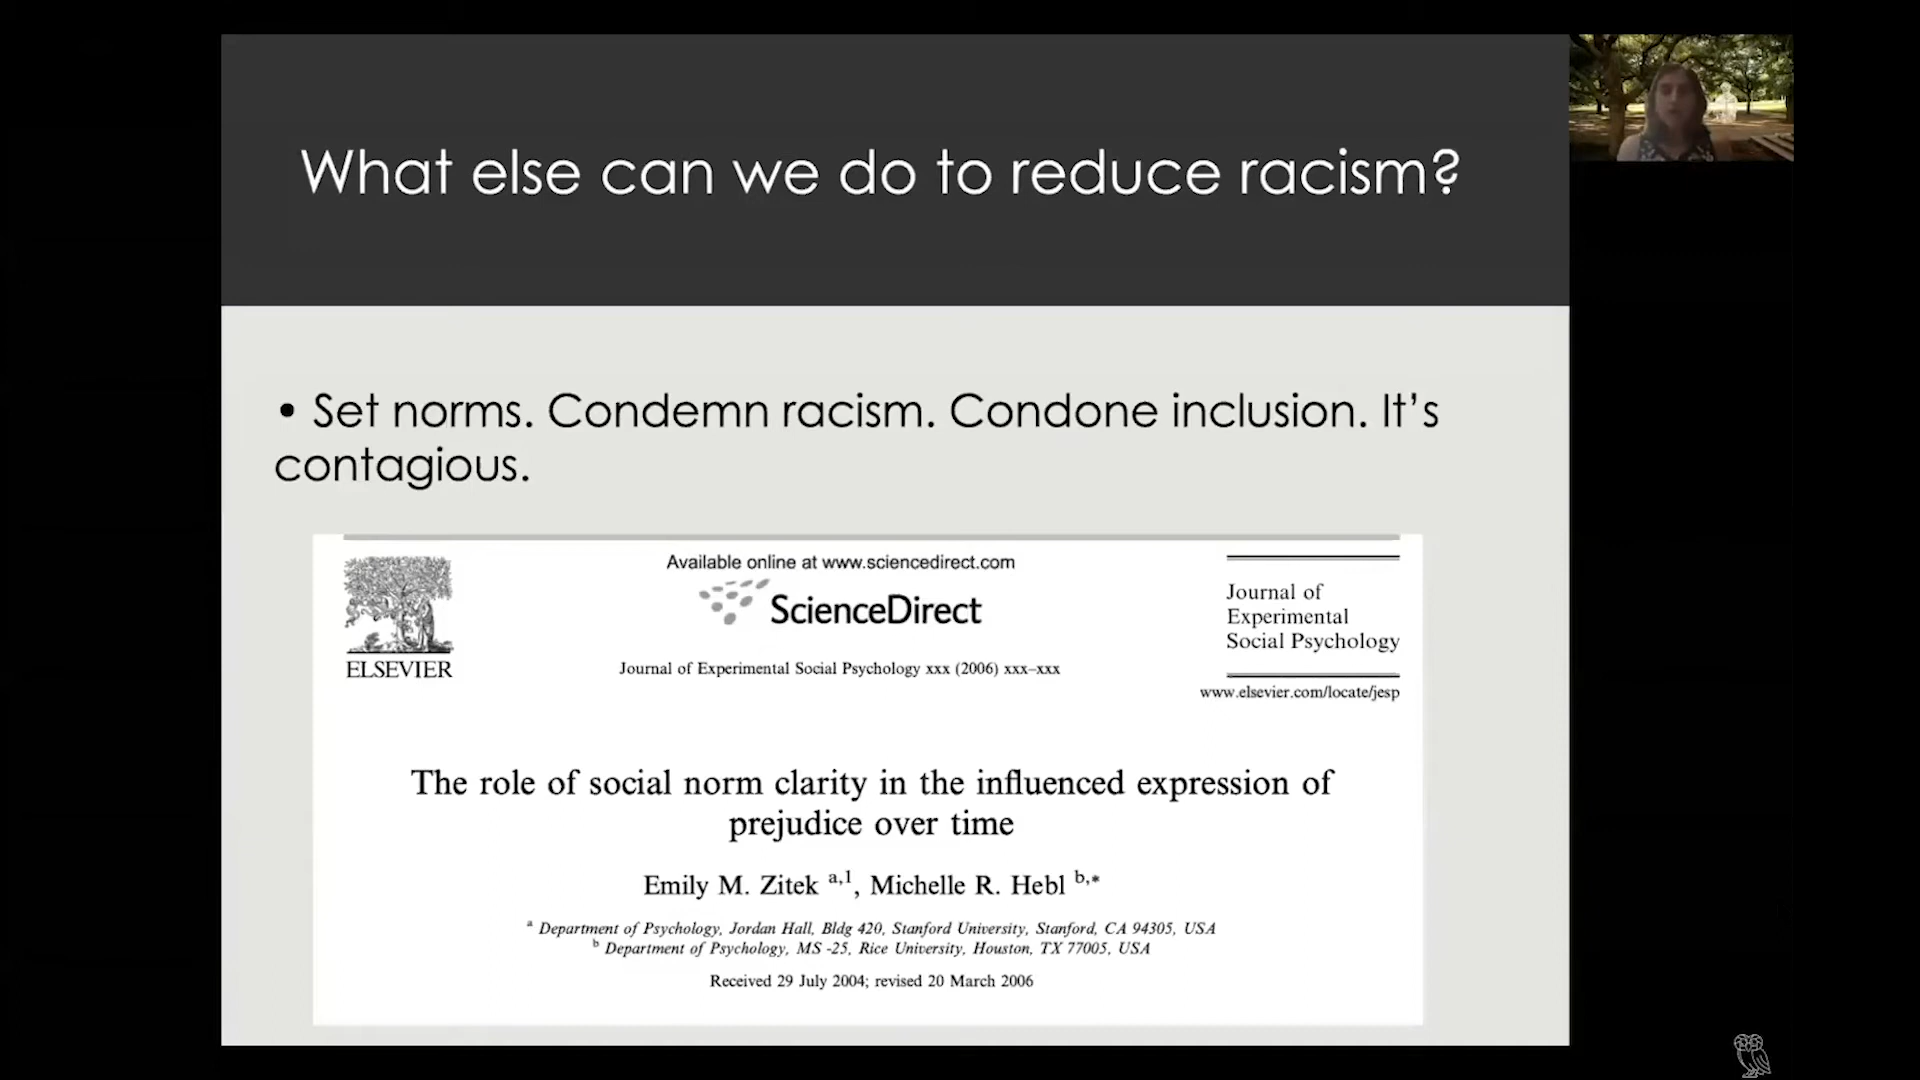 What else can we do to reduce racism?
• Set norms. Condemn racism. Condone inclusion. It’s
contagious.
Available online at www.sciencedirect.com
ScienceDirect
ELSEVIER
Journal of Experimental Social Psychology xxx (2006) xxx–xxx
Journal of
Experimental
Social Psychology
www.elsevier.com/locate/jesp
The role of social norm clarity in the influenced expression of
prejudice over time
Emily M. Zitek a,1, Michelle R. Hebl b,*
a Department of Psychology, Jordan Hall, Bldg 420, Stanford University, Stanford, CA 94305, USA
b Department of Psychology, MS -25, Rice University, Houston, TX 77005, USA
Received 29 July 2004; revised 20 March 2006